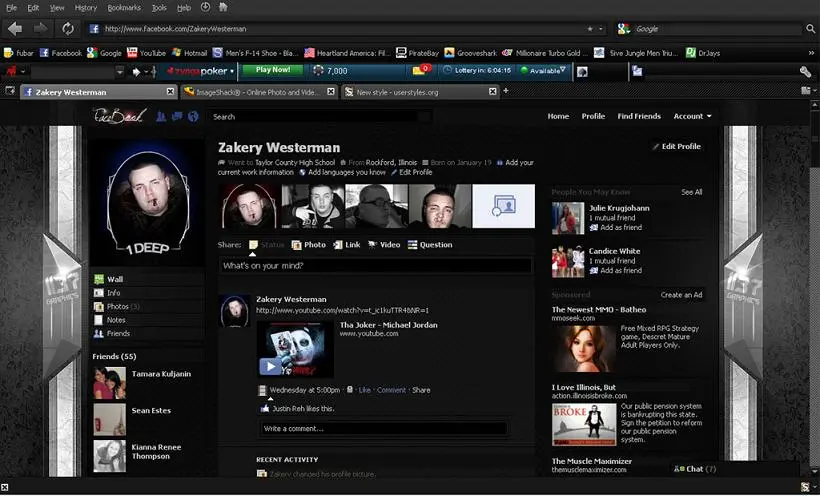 File Edit View History Bookmarks Tools Help
http://www.facebook.com/ZakeryWesterman
Google
fubar Facebook Google YouTube Hotmail Men's F-14 Shoe - Bla... Heartland America: Fil... PirateBay Grooveshark Millionaire Turbo Gold ... 5ive Jungle Men Triu... DrJays
zynga poker Play Now! 7,000 0 Lottery in: 6:04:15 Available
Zakery Westerman ImageShack® - Online Photo and Vide... New style - userstyles.org
FaceBook Search Home Profile Find Friends Account
Zakery Westerman
Edit Profile
Went to Taylor County High School From Rockford, Illinois Born on January 19 Add your
current work information Add languages you know Edit Profile
1 DEEP
People You May Know See All
Julie Krugjohann
1 mutual friend
Add as friend
Candice White
1 mutual friend
Add as friend
Share: Status Photo Link Video Question
What's on your mind?
Wall
Info
Photos (3)
Notes
Friends
Friends (55)
Tamara Kuljanin
Sean Estes
Kianna Renee
Thompson
Zakery Westerman
http://www.youtube.com/watch?v=t_ic1kuTTR4&NR=1
Tha Joker - Michael Jordan
www.youtube.com
Wednesday at 5:00pm · Like · Comment · Share
Justin Reh likes this.
Write a comment...
RECENT ACTIVITY
Zakery changed his profile picture.
Sponsored Create an Ad
The Newest MMO - Batheo
mmoseek.com
Free Mixed RPG Strategy
game, Descret Mature
Adult Players Only.
I Love Illinois, But
action.illinoisisbroke.com
BROKE
Our public pension
system is
bankrupting this state.
Sign the petition to reform
our public pension
system.
The Muscle Maximizer
themusclemaximizer.com
Chat (7)
GRAPHICS
GRAPHICS